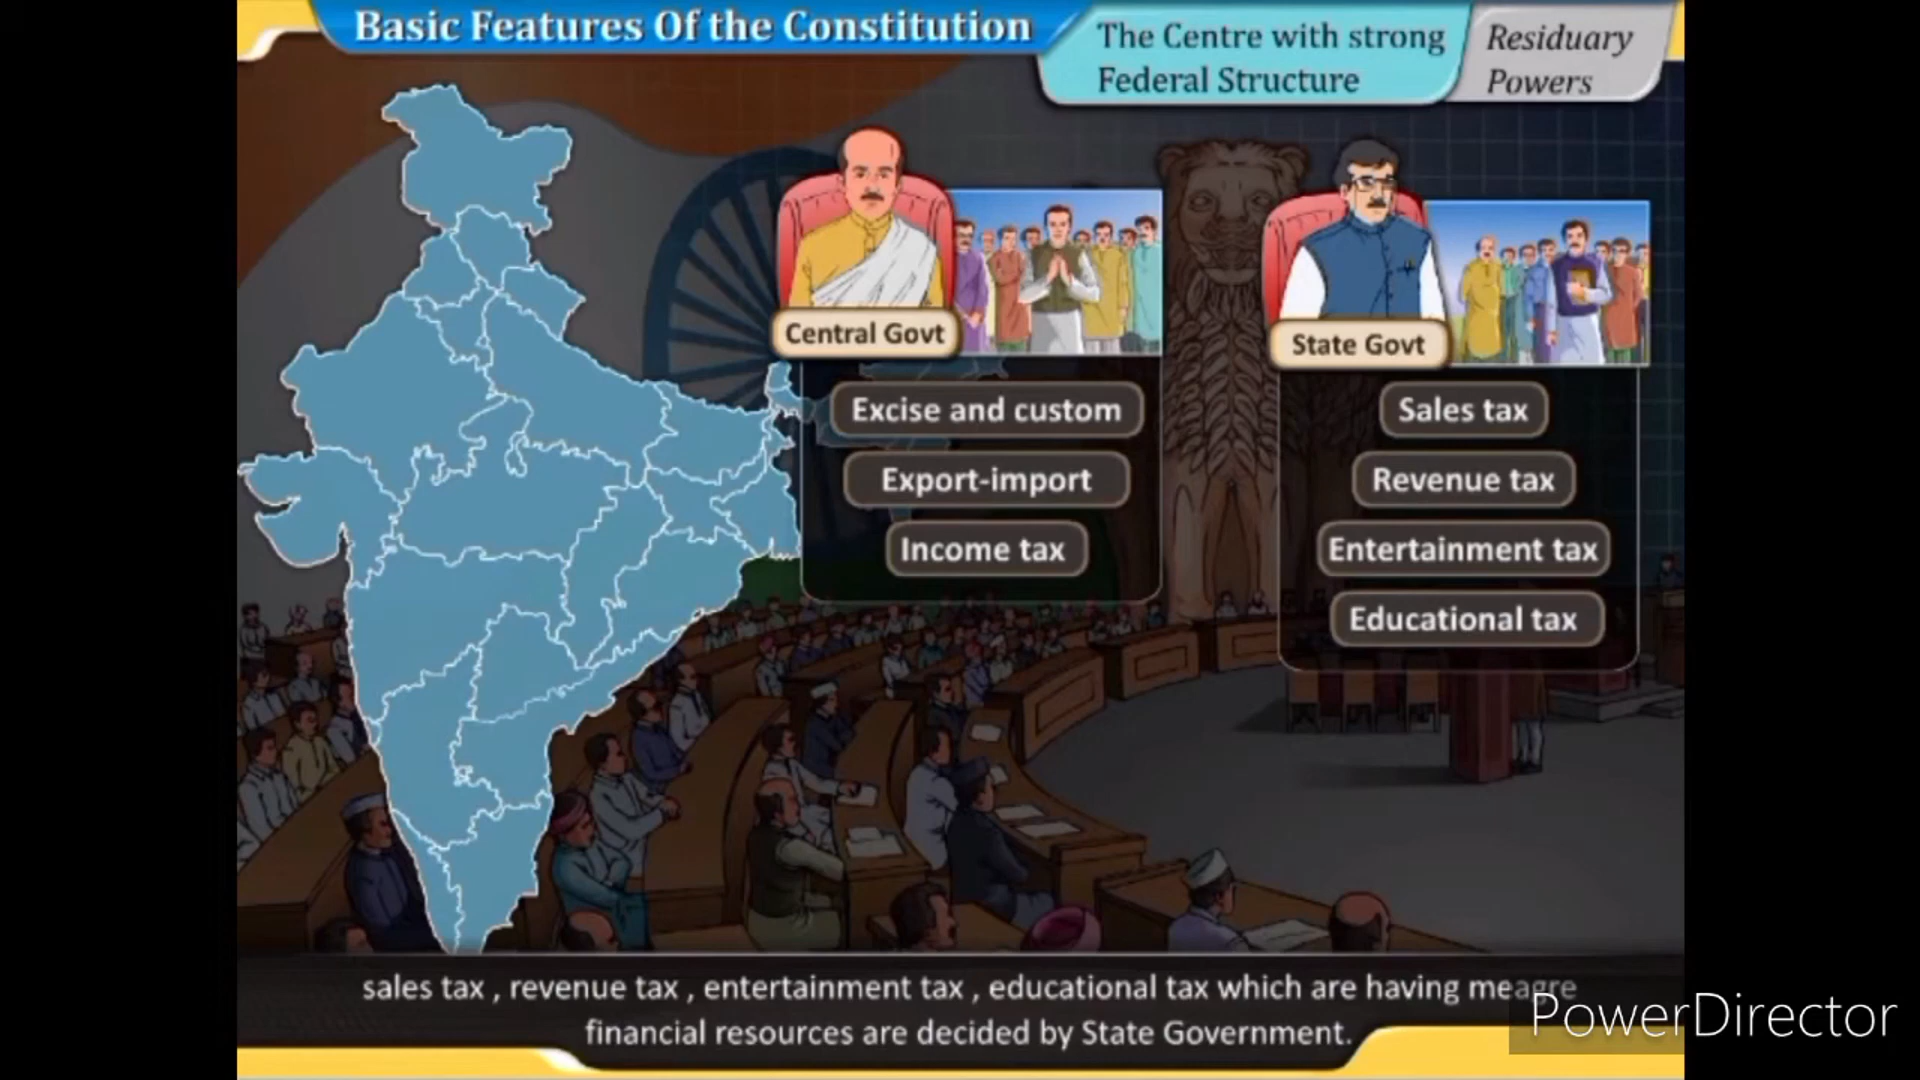 Basic Features Of the Constitution
The Centre with strong
Federal Structure
Residuary
Powers
Central Govt
Excise and custom
Export-import
Income tax
State Govt
Sales tax
Revenue tax
Entertainment tax
Educational tax
sales tax , revenue tax , entertainment tax , educational tax which are having meagre
financial resources are decided by State Government.
PowerDirector